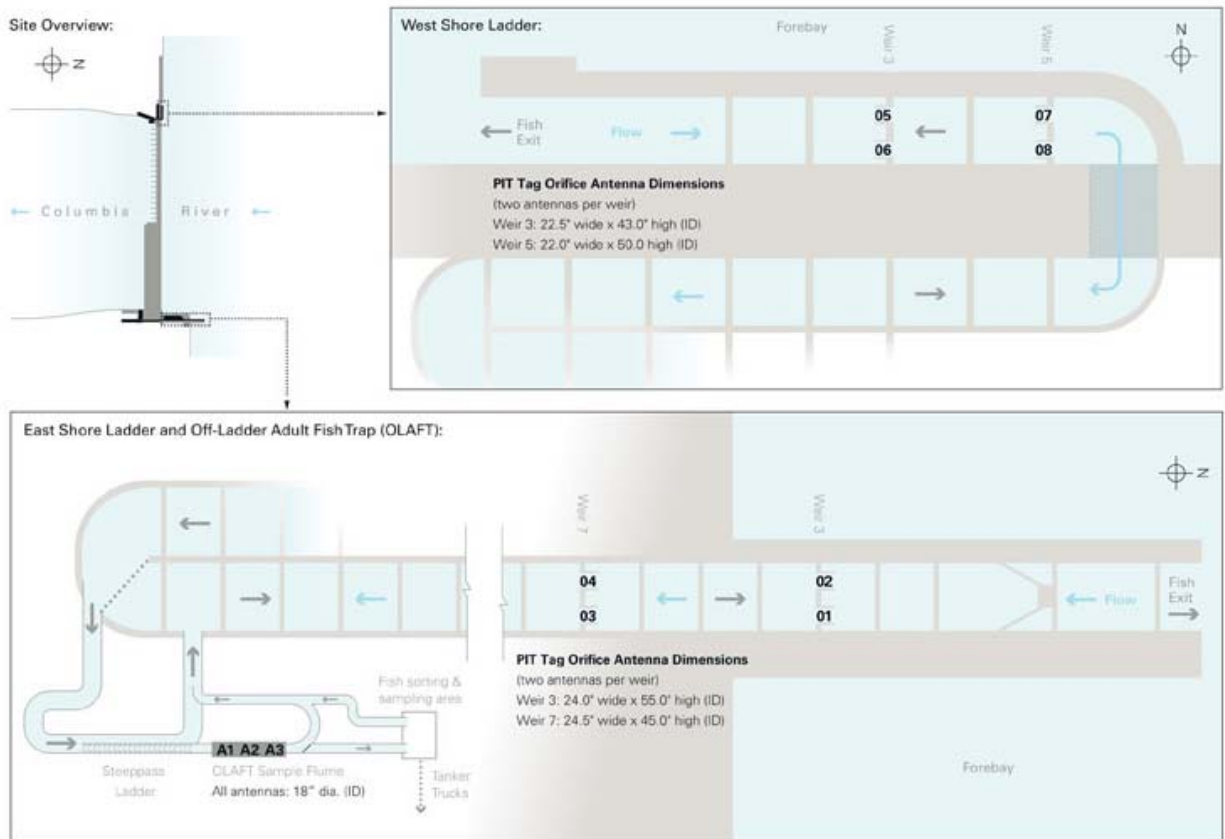 Site Overview:
N
Columbia River
West Shore Ladder:
Forebay
N
Weir 3
Weir 5
Fish
Exit
Flow
05
06
07
08
PIT Tag Orifice Antenna Dimensions
(two antennas per weir)
Weir 3: 22.5" wide x 43.0" high (ID)
Weir 5: 22.0" wide x 50.0 high (ID)
East Shore Ladder and Off-Ladder Adult Fish Trap (OLAFT):
N
Weir 7
Weir 3
04
03
02
01
Flow
Fish
Exit
PIT Tag Orifice Antenna Dimensions
(two antennas per weir)
Weir 3: 24.0" wide x 55.0" high (ID)
Weir 7: 24.5" wide x 45.0" high (ID)
Fish sorting &
sampling area
A1 A2 A3
Steeppass
Ladder
OLAFT Sample Flume
All antennas: 18" dia. (ID)
Tanker
Trucks
Forebay